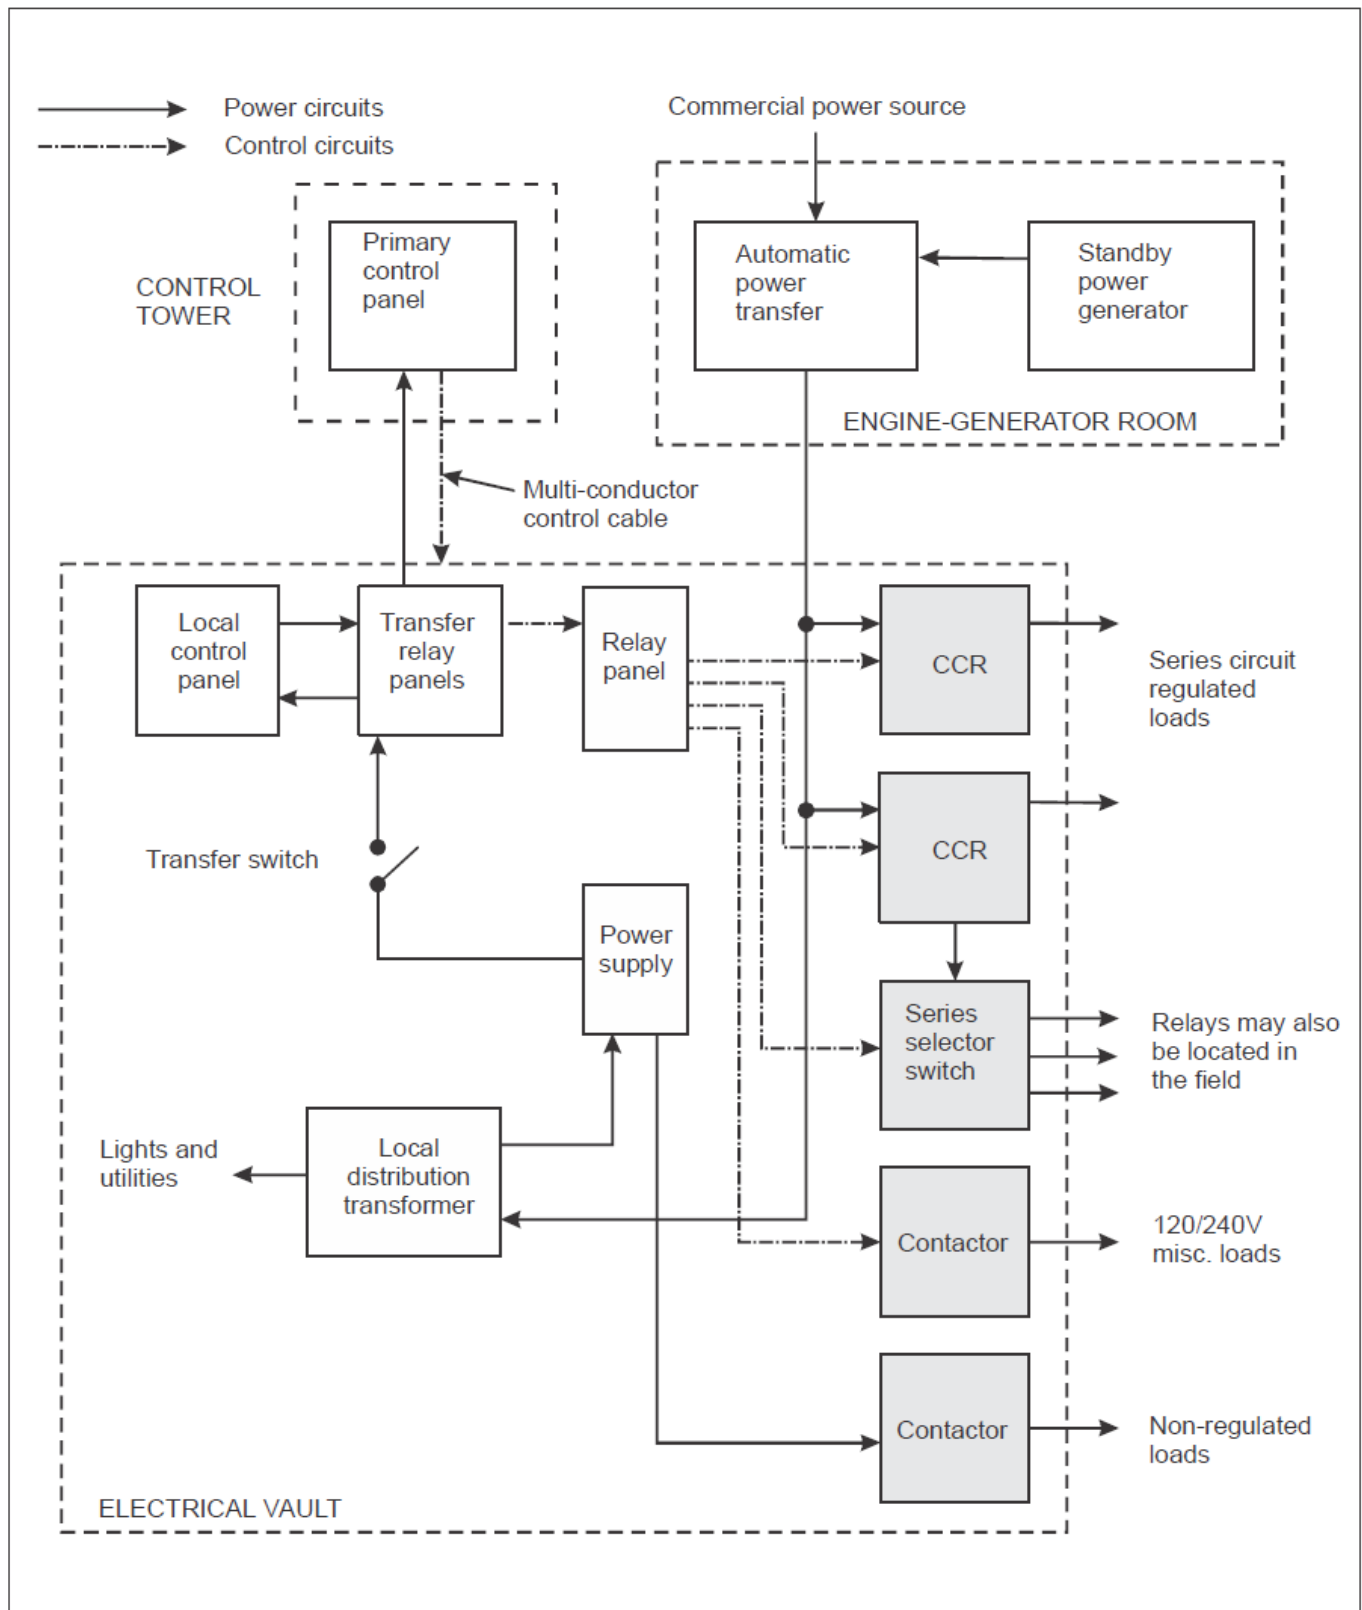 Power circuits
Control circuits
Commercial power source
Primary
control
panel
CONTROL
TOWER
Automatic
power
transfer
Standby
power
generator
ENGINE-GENERATOR ROOM
Multi-conductor
control cable
Local
control
panel
Transfer
relay
panels
Relay
panel
CCR
Series circuit
regulated
loads
Transfer switch
CCR
Power
supply
Series
selector
switch
Relays may also
be located in
the field
Lights and
utilities
Local
distribution
transformer
Contactor
120/240V
misc. loads
Contactor
Non-regulated
loads
ELECTRICAL VAULT